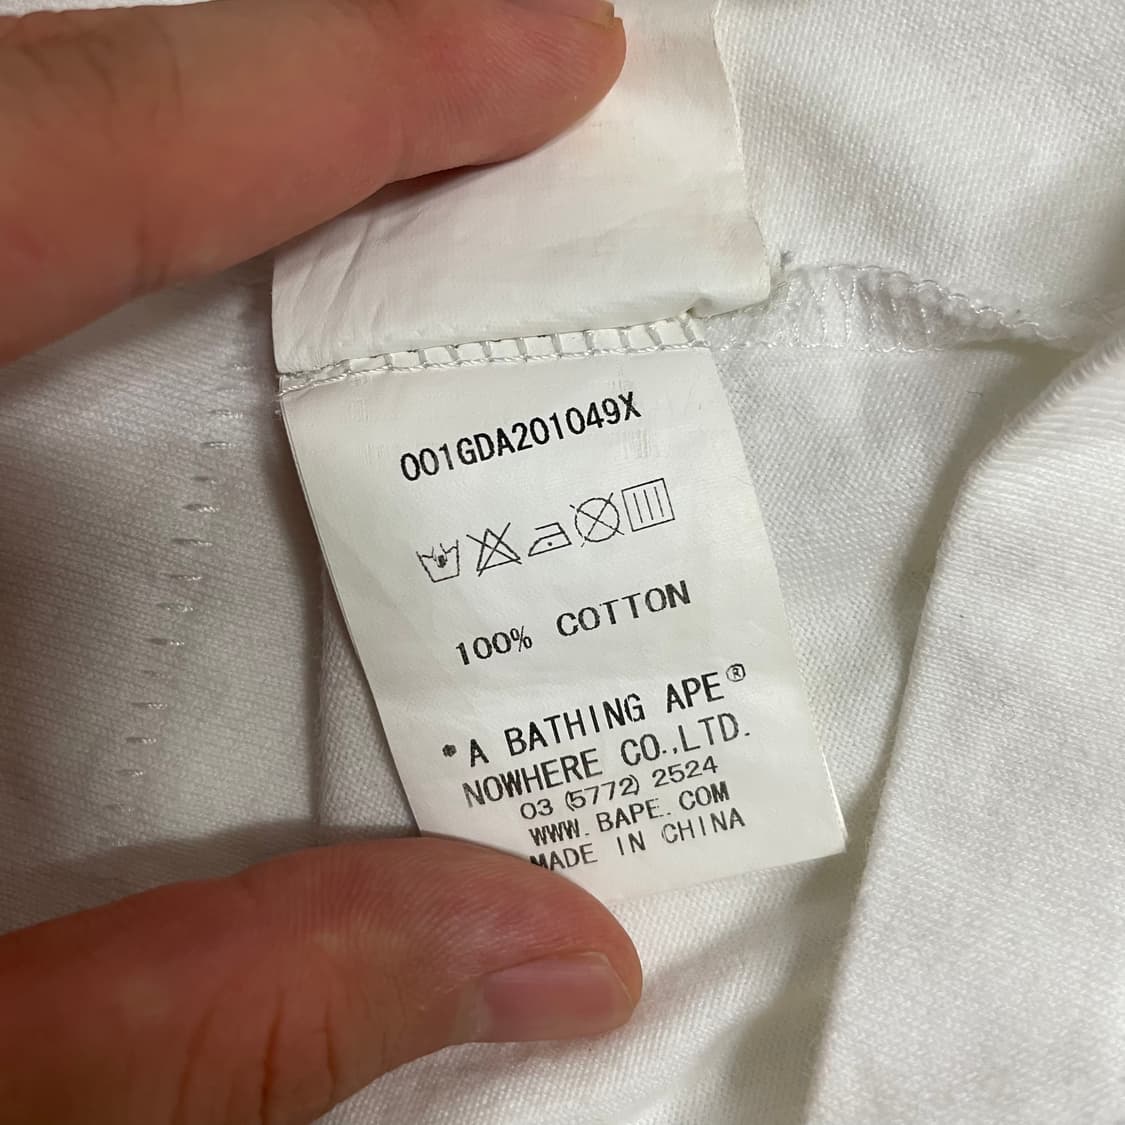 001GDA201049X
100% COTTON
*A BATHING APE®
NOWHERE CO.,LTD.
03 (5772) 2524
WWW. BAPE. COM
MADE IN CHINA